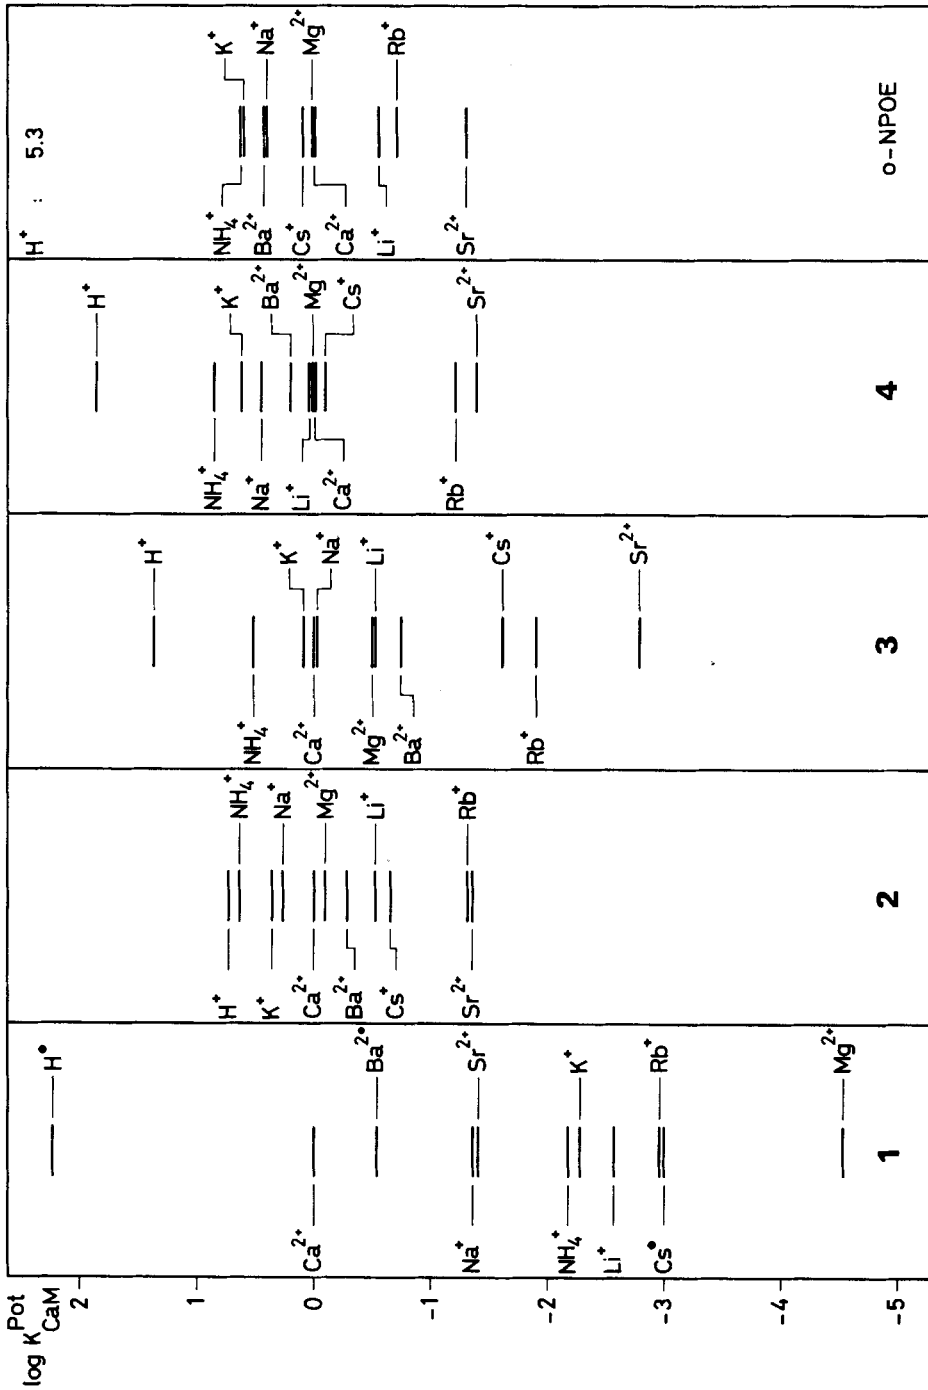 log K Pot CaM
2
1
0
-1
-2
-3
-4
-5
H⁺
Ca²⁺
Ba²⁺
Na⁺
Sr²⁺
NH₄⁺
K⁺
Li⁺
Rb⁺
Cs⁺
Mg²⁺
1
H⁺
NH₄⁺
K⁺
Na⁺
Ca²⁺
Mg²⁺
Ba²⁺
Li⁺
Cs⁺
Rb⁺
Sr²⁺
2
H⁺
NH₄⁺
K⁺
Ca²⁺
Na⁺
Mg²⁺
Li⁺
Ba²⁺
Cs⁺
Rb⁺
Sr²⁺
3
H⁺
NH₄⁺
K⁺
Na⁺
Ba²⁺
Li⁺
Mg²⁺
Ca²⁺
Cs⁺
Rb⁺
Sr²⁺
4
H⁺ : 5.3
NH₄⁺
K⁺
Ba²⁺
Na⁺
Cs⁺
Mg²⁺
Ca²⁺
Li⁺
Rb⁺
Sr²⁺
o-NPOE